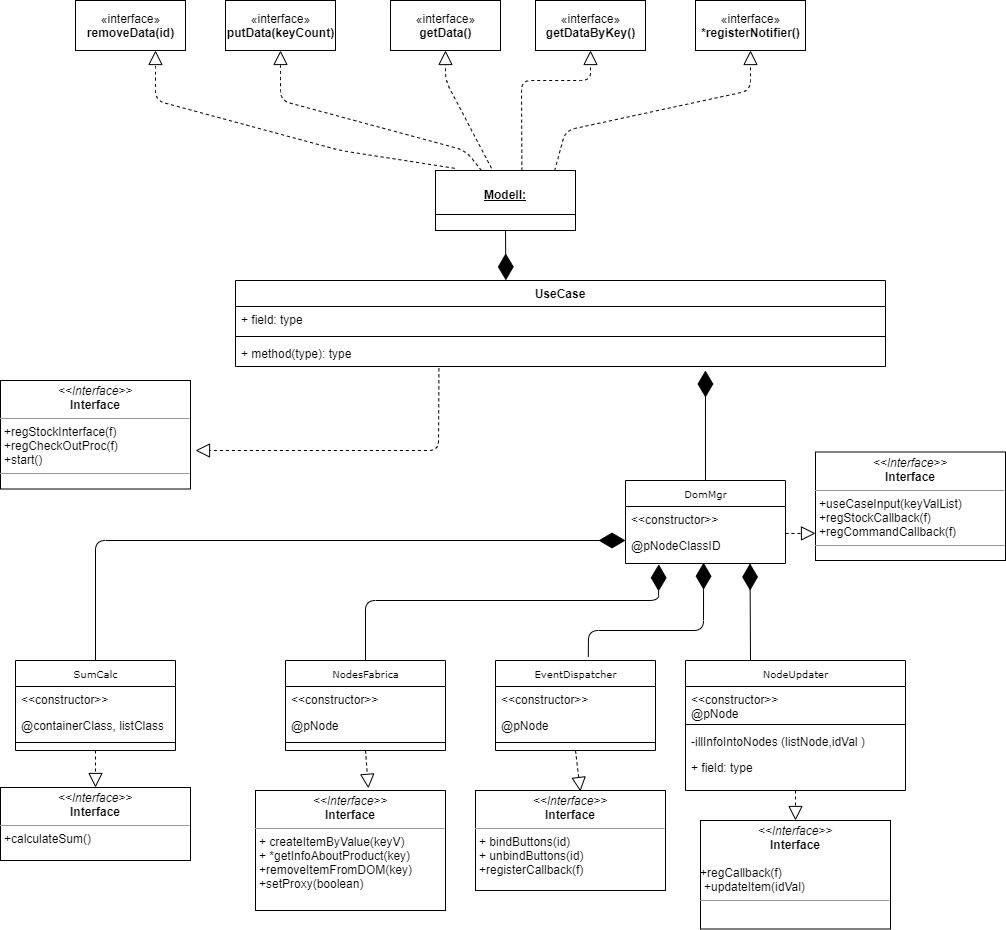 «interface»
removeData(id)
«interface»
putData(keyCount)
«interface»
getData()
«interface»
getDataByKey()
«interface»
*registerNotifier()
Modell:
UseCase
+ field: type
+ method(type): type
<<Interface>>
Interface
+regStockInterface(f)
+regCheckOutProc(f)
+start()
DomMgr
<<constructor>>
@pNodeClassID
<<Interface>>
Interface
+useCaseInput(keyValList)
+regStockCallback(f)
+regCommandCallback(f)
SumCalc
<<constructor>>
@containerClass, listClass
NodesFabrica
<<constructor>>
@pNode
EventDispatcher
<<constructor>>
@pNode
NodeUpdater
<<constructor>>
@pNode
-illInfoIntoNodes (listNode,idVal )
+ field: type
<<Interface>>
Interface
+calculateSum()
<<Interface>>
Interface
+ createItemByValue(keyV)
+ *getInfoAboutProduct(key)
+removeItemFromDOM(key)
+setProxy(boolean)
<<Interface>>
Interface
+ bindButtons(id)
+ unbindButtons(id)
+registerCallback(f)
<<Interface>>
Interface
+regCallback(f)
+updateItem(idVal)